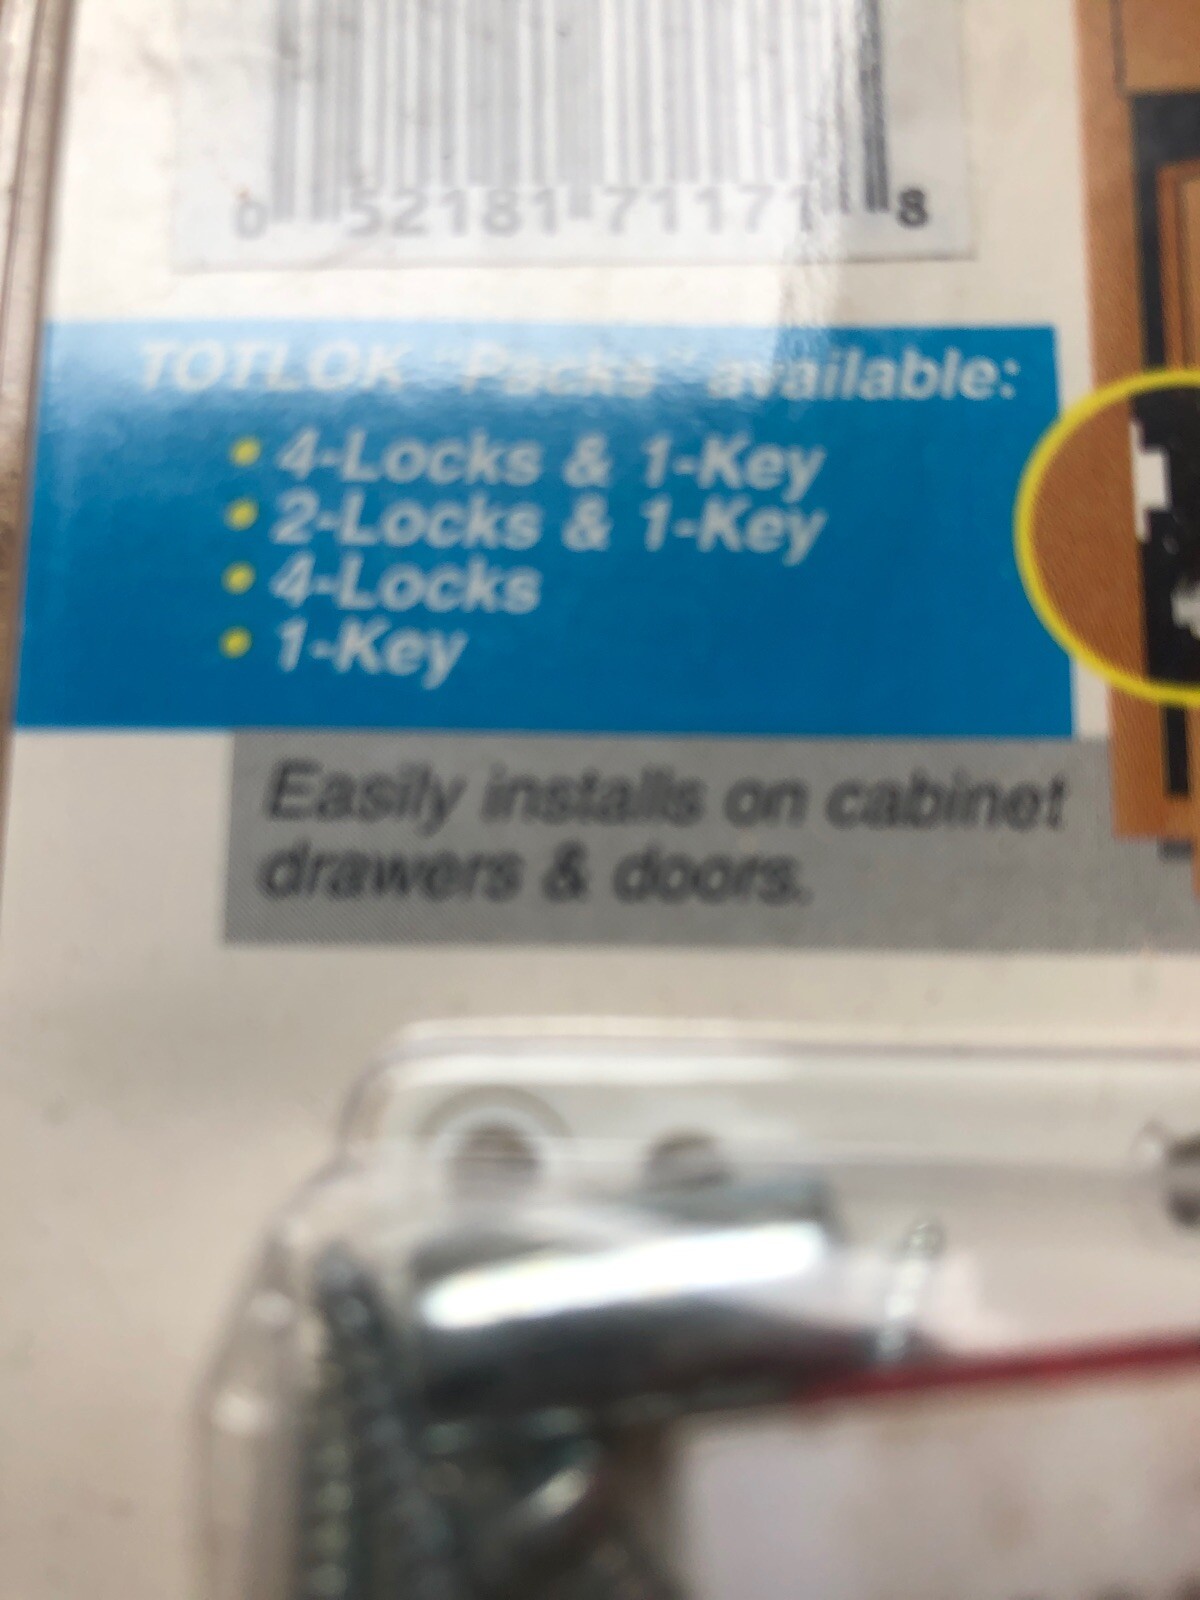 0 52181 71171 8
TOTLOK "Packs" available:
• 4-Locks & 1-Key
• 2-Locks & 1-Key
• 4-Locks
• 1-Key
Easily installs on cabinet
drawers & doors.